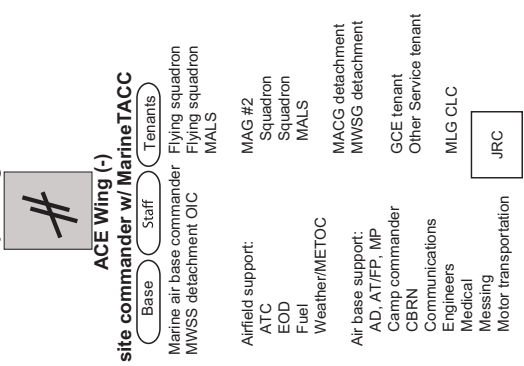 ACE Wing (-)
site commander w/ MarineTACC
Base
Staff
Tenants
Marine air base commander
MWSS detachment OIC
Airfield support:
ATC
EOD
Fuel
Weather/METOC
Air base support:
AD, AT/FP, MP
Camp commander
CBRN
Communications
Engineers
Medical
Messing
Motor transportation
Flying squadron
Flying squadron
MALS
MAG #2
Squadron
Squadron
MALS
MACG detachment
MWSG detachment
GCE tenant
Other Service tenant
MLG CLC
JRC